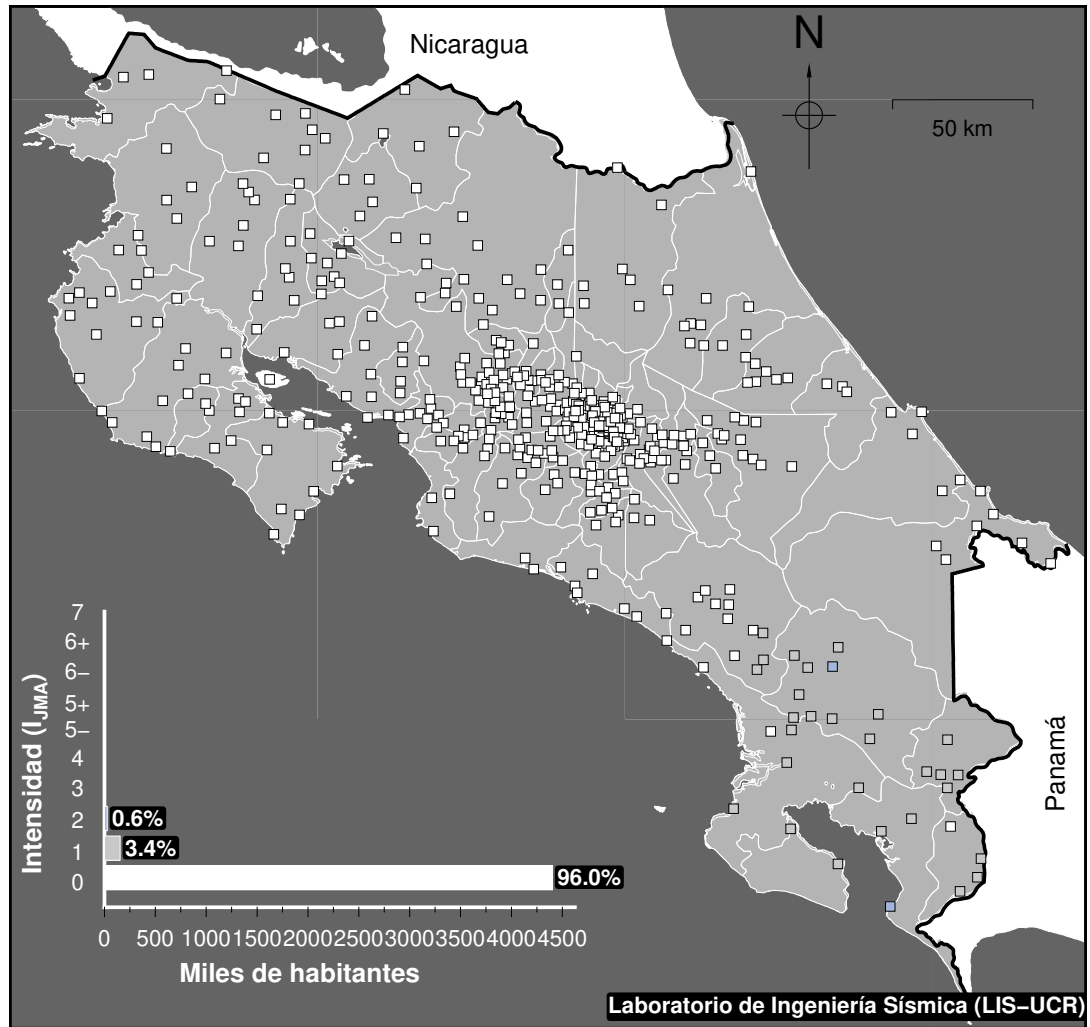 Nicaragua
N
50 km
Panamá
Intensidad (I_JMA)
7
6+
6−
5+
5−
4
3
2
1
0
0.6%
3.4%
96.0%
0 500 1000 1500 2000 2500 3000 3500 4000 4500
Miles de habitantes
Laboratorio de Ingeniería Sísmica (LIS−UCR)